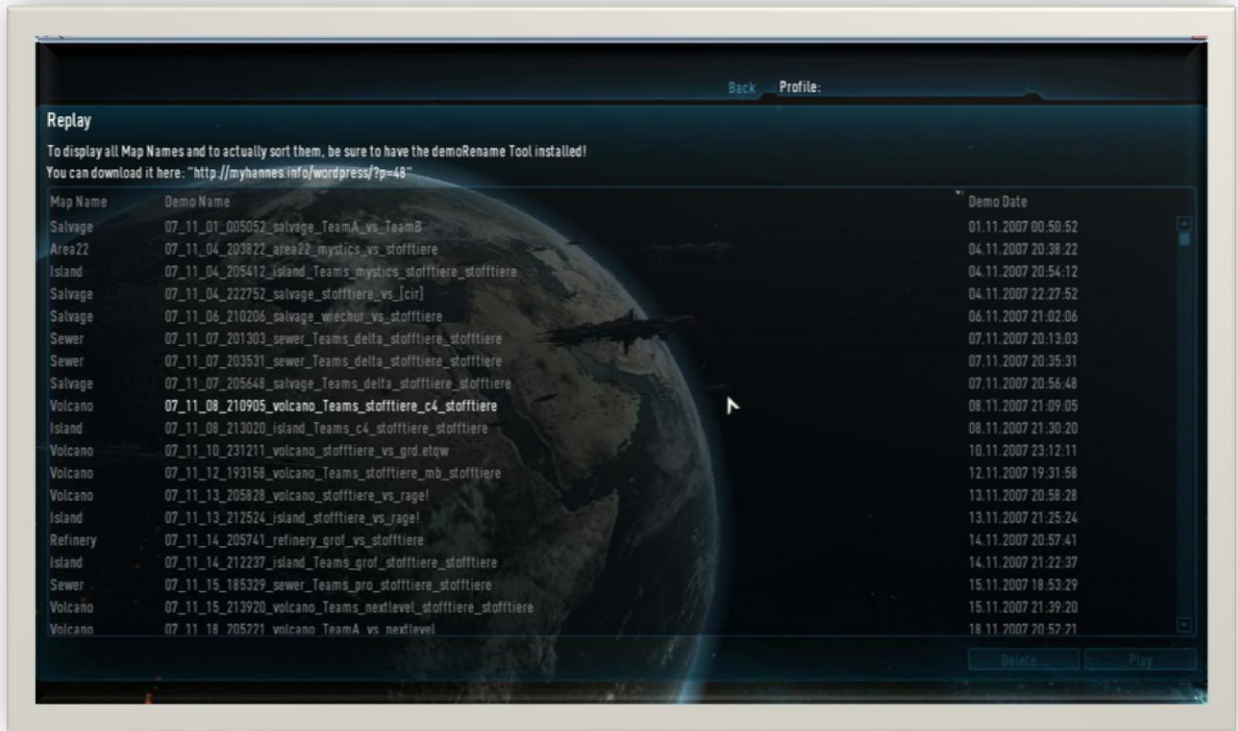 Back Profile:
Replay
To display all Map Names and to actually sort them, be sure to have the demoRename Tool installed!
You can download it here: "http://myhannes.info/wordpress/?p=48"
Map Name Demo Name Demo Date
Salvage 07_11_01_005052_salvage_TeamA_vs_TeamB 01.11.2007 00:50:52
Area22 07_11_04_203822_area22_mystics_vs_stofftiere 04.11.2007 20:38:22
Island 07_11_04_205412_island_Teams_mystics_stofftiere_stofftiere 04.11.2007 20:54:12
Salvage 07_11_04_222752_salvage_stofftiere_vs_[cir] 04.11.2007 22:27:52
Salvage 07_11_06_210206_salvage_wiechur_vs_stofftiere 06.11.2007 21:02:06
Sewer 07_11_07_201303_sewer_Teams_delta_stofftiere_stofftiere 07.11.2007 20:13:03
Sewer 07_11_07_203531_sewer_Teams_delta_stofftiere_stofftiere 07.11.2007 20:35:31
Salvage 07_11_07_205648_salvage_Teams_delta_stofftiere_stofftiere 07.11.2007 20:56:48
Volcano 07_11_08_210905_volcano_Teams_stofftiere_c4_stofftiere 08.11.2007 21:09:05
Island 07_11_08_213020_island_Teams_c4_stofftiere_stofftiere 08.11.2007 21:30:20
Volcano 07_11_10_231211_volcano_stofftiere_vs_grd.etqw 10.11.2007 23:12:11
Volcano 07_11_12_193158_volcano_Teams_stofftiere_mb_stofftiere 12.11.2007 19:31:58
Volcano 07_11_13_205828_volcano_stofftiere_vs_rage! 13.11.2007 20:58:28
Island 07_11_13_212524_island_stofftiere_vs_rage! 13.11.2007 21:25:24
Refinery 07_11_14_205741_refinery_grof_vs_stofftiere 14.11.2007 20:57:41
Island 07_11_14_212237_island_Teams_grof_stofftiere_stofftiere 14.11.2007 21:22:37
Sewer 07_11_15_185329_sewer_Teams_pro_stofftiere_stofftiere 15.11.2007 18:53:29
Volcano 07_11_15_213920_volcano_Teams_nextlevel_stofftiere_stofftiere 15.11.2007 21:39:20
Volcano 07_11_18_205221_volcano_TeamA_vs_nextlevel 18.11.2007 20:52:21
Delete Play